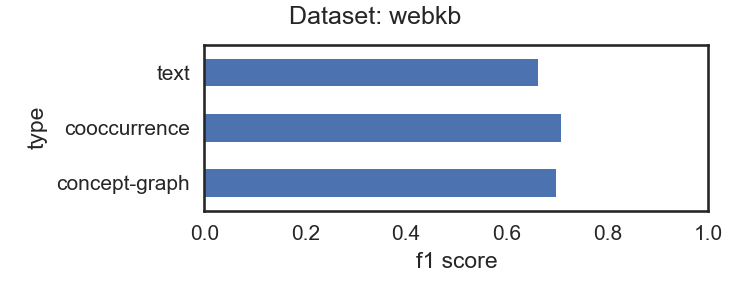 Dataset: webkb
type
text
cooccurrence
concept-graph
0.0 0.2 0.4 0.6 0.8 1.0
f1 score